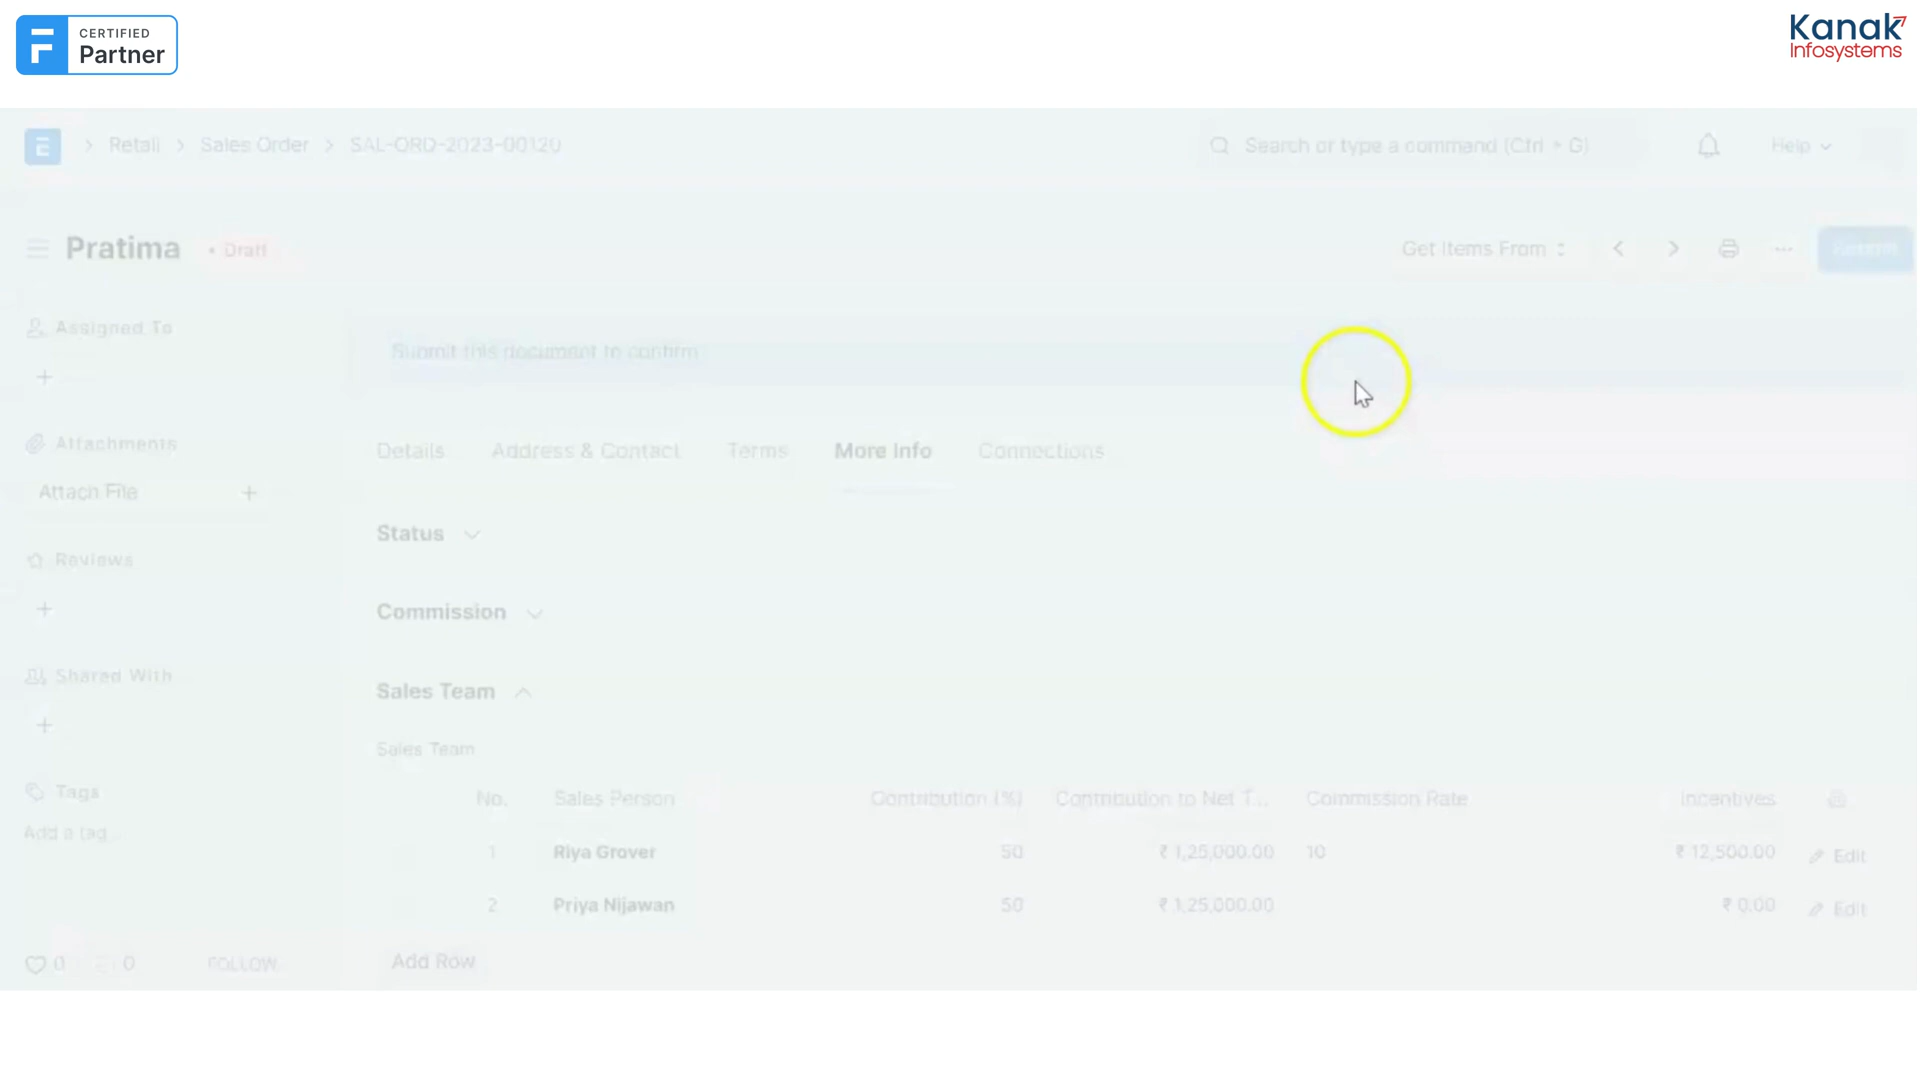 CERTIFIED
Partner
Kanak
Infosystems
Retail > Sales Order > SAL-ORD-2023-00120
Search or type a command (Ctrl + G)
Help
Pratima
• Draft
Get Items From
Assigned To
Submit this document to confirm
Attachments
Attach File
Details Address & Contact Terms More Info Connections
Status
Reviews
Commission
Shared With
Sales Team
Sales Team
Tags
Add a tag ...
No. Sales Person Contribution (%) Contribution to Net T... Commission Rate Incentives
1 Riya Grover 50 ₹ 1,25,000.00 10 ₹ 12,500.00 Edit
2 Priya Nijawan 50 ₹ 1,25,000.00 ₹ 0.00 Edit
0 0 FOLLOW
Add Row